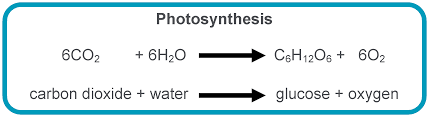 Photosynthesis
6CO₂ + 6H₂O ⟶ C₆H₁₂O₆ + 6O₂
carbon dioxide + water ⟶ glucose + oxygen